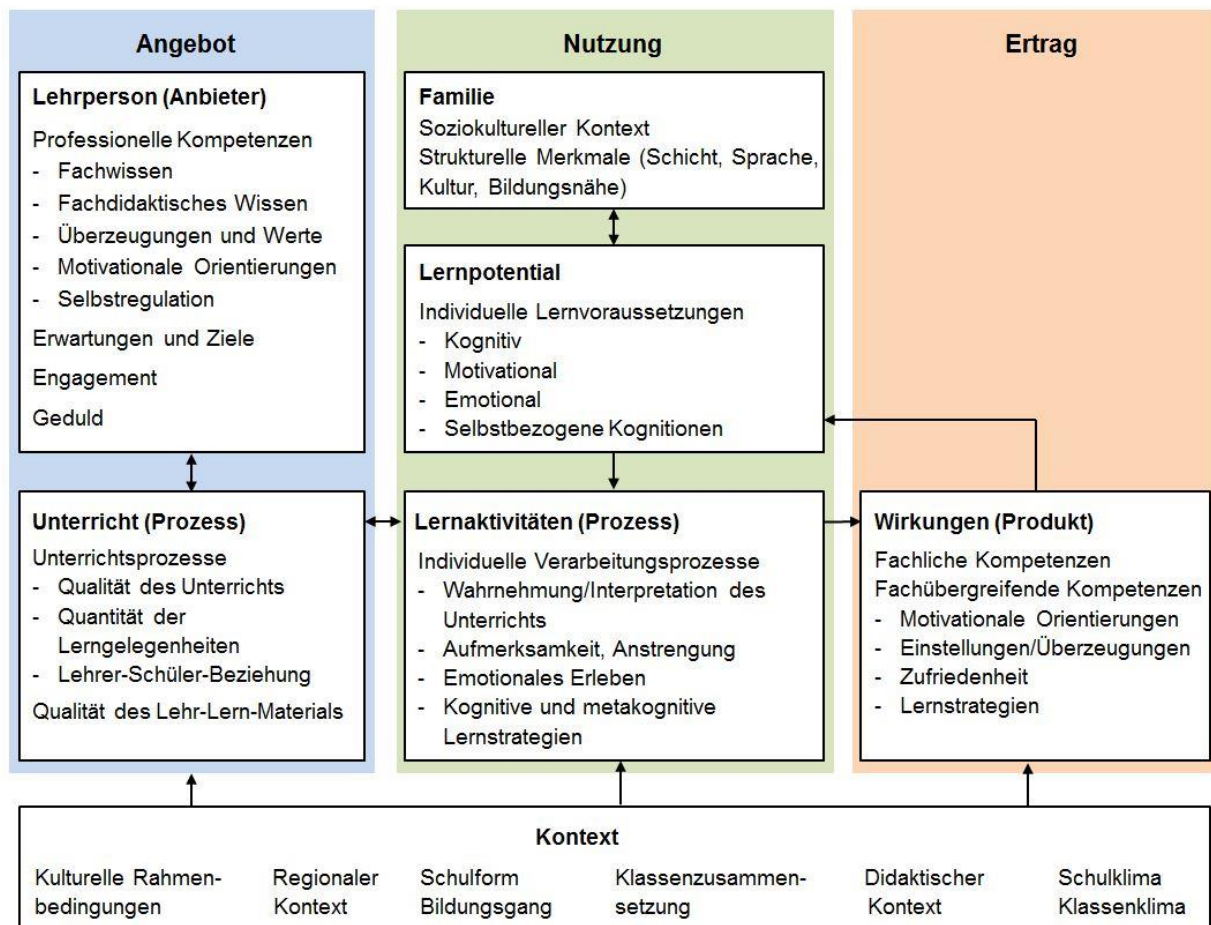 Angebot
Lehrperson (Anbieter)
Professionelle Kompetenzen
- Fachwissen
- Fachdidaktisches Wissen
- Überzeugungen und Werte
- Motivationale Orientierungen
- Selbstregulation
Erwartungen und Ziele
Engagement
Geduld
Unterricht (Prozess)
Unterrichtsprozesse
- Qualität des Unterrichts
- Quantität der
Lerngelegenheiten
- Lehrer-Schüler-Beziehung
Qualität des Lehr-Lern-Materials
Nutzung
Familie
Soziokultureller Kontext
Strukturelle Merkmale (Schicht, Sprache,
Kultur, Bildungsnähe)
Lernpotential
Individuelle Lernvoraussetzungen
- Kognitiv
- Motivational
- Emotional
- Selbstbezogene Kognitionen
Lernaktivitäten (Prozess)
Individuelle Verarbeitungsprozesse
- Wahrnehmung/Interpretation des
Unterrichts
- Aufmerksamkeit, Anstrengung
- Emotionales Erleben
- Kognitive und metakognitive
Lernstrategien
Ertrag
Wirkungen (Produkt)
Fachliche Kompetenzen
Fachübergreifende Kompetenzen
- Motivationale Orientierungen
- Einstellungen/Überzeugungen
- Zufriedenheit
- Lernstrategien
Kontext
Kulturelle Rahmen-
bedingungen
Regionaler
Kontext
Schulform
Bildungsgang
Klassenzusammen-
setzung
Didaktischer
Kontext
Schulklima
Klassenklima